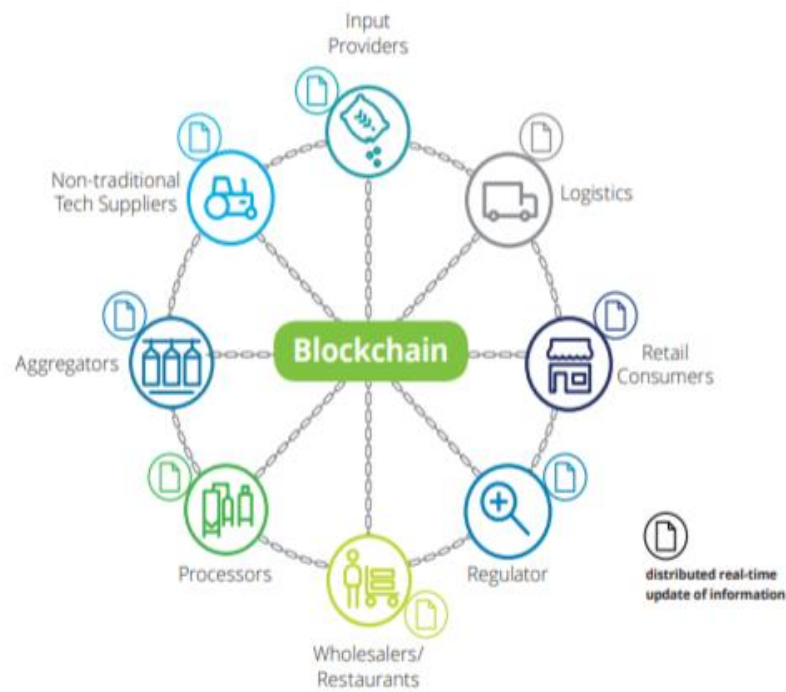 Input
Providers
Non-traditional
Tech Suppliers
Logistics
Blockchain
Aggregators
Retail
Consumers
Processors
Regulator
distributed real-time
update of information
Wholesalers/
Restaurants